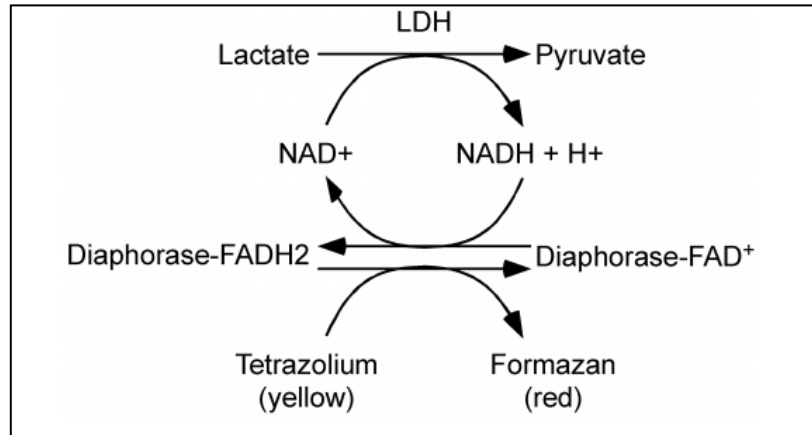 LDH
Lactate Pyruvate
NAD+ NADH + H+
Diaphorase-FADH2 Diaphorase-FAD⁺
Tetrazolium Formazan
(yellow) (red)